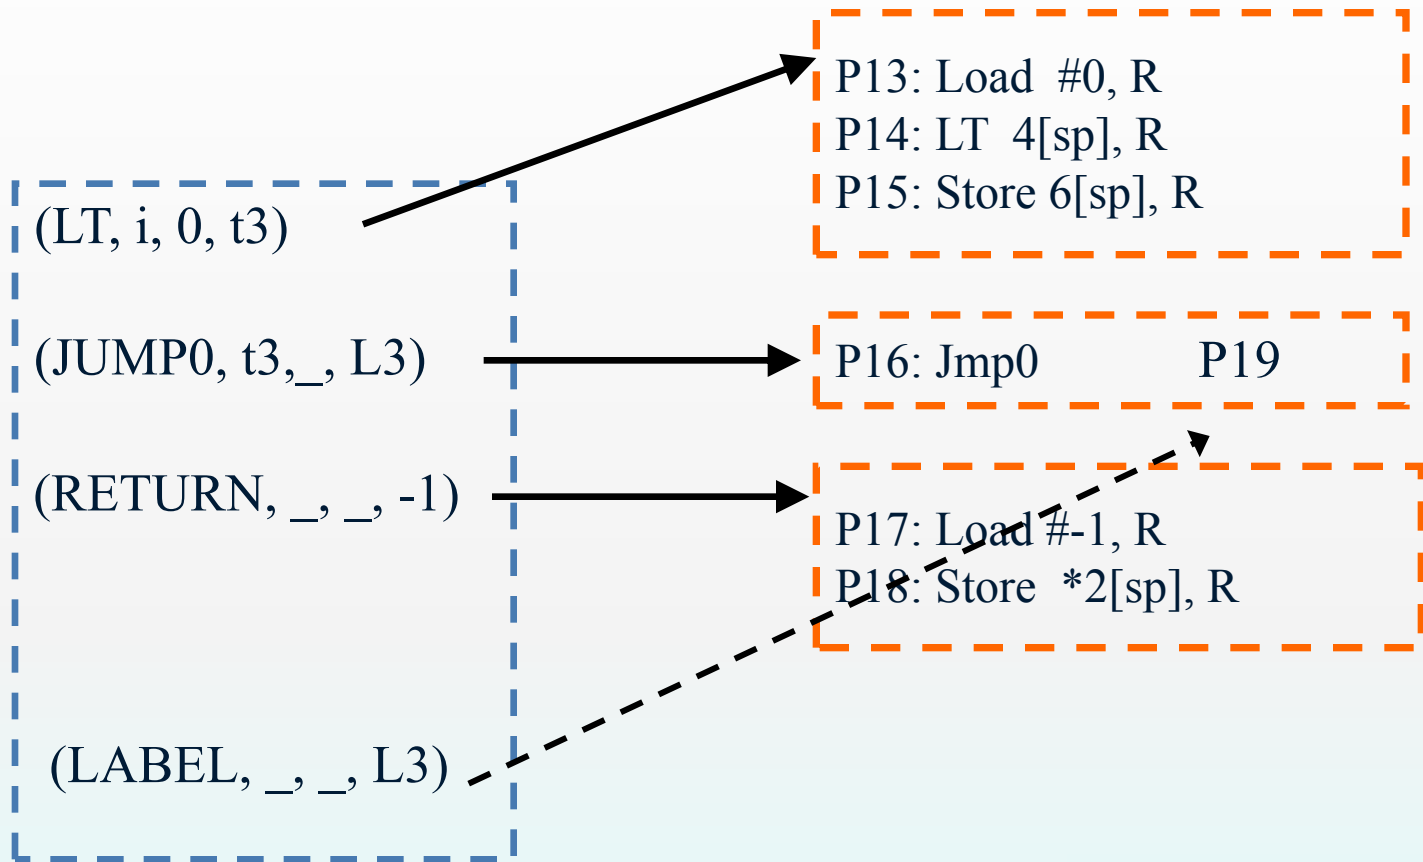 (LT, i, 0, t3)
(JUMP0, t3,_, L3)
(RETURN, _, _, -1)
(LABEL, _, _, L3)
P13: Load #0, R
P14: LT 4[sp], R
P15: Store 6[sp], R
P16: Jmp0 P19
P17: Load #-1, R
P18: Store *2[sp], R